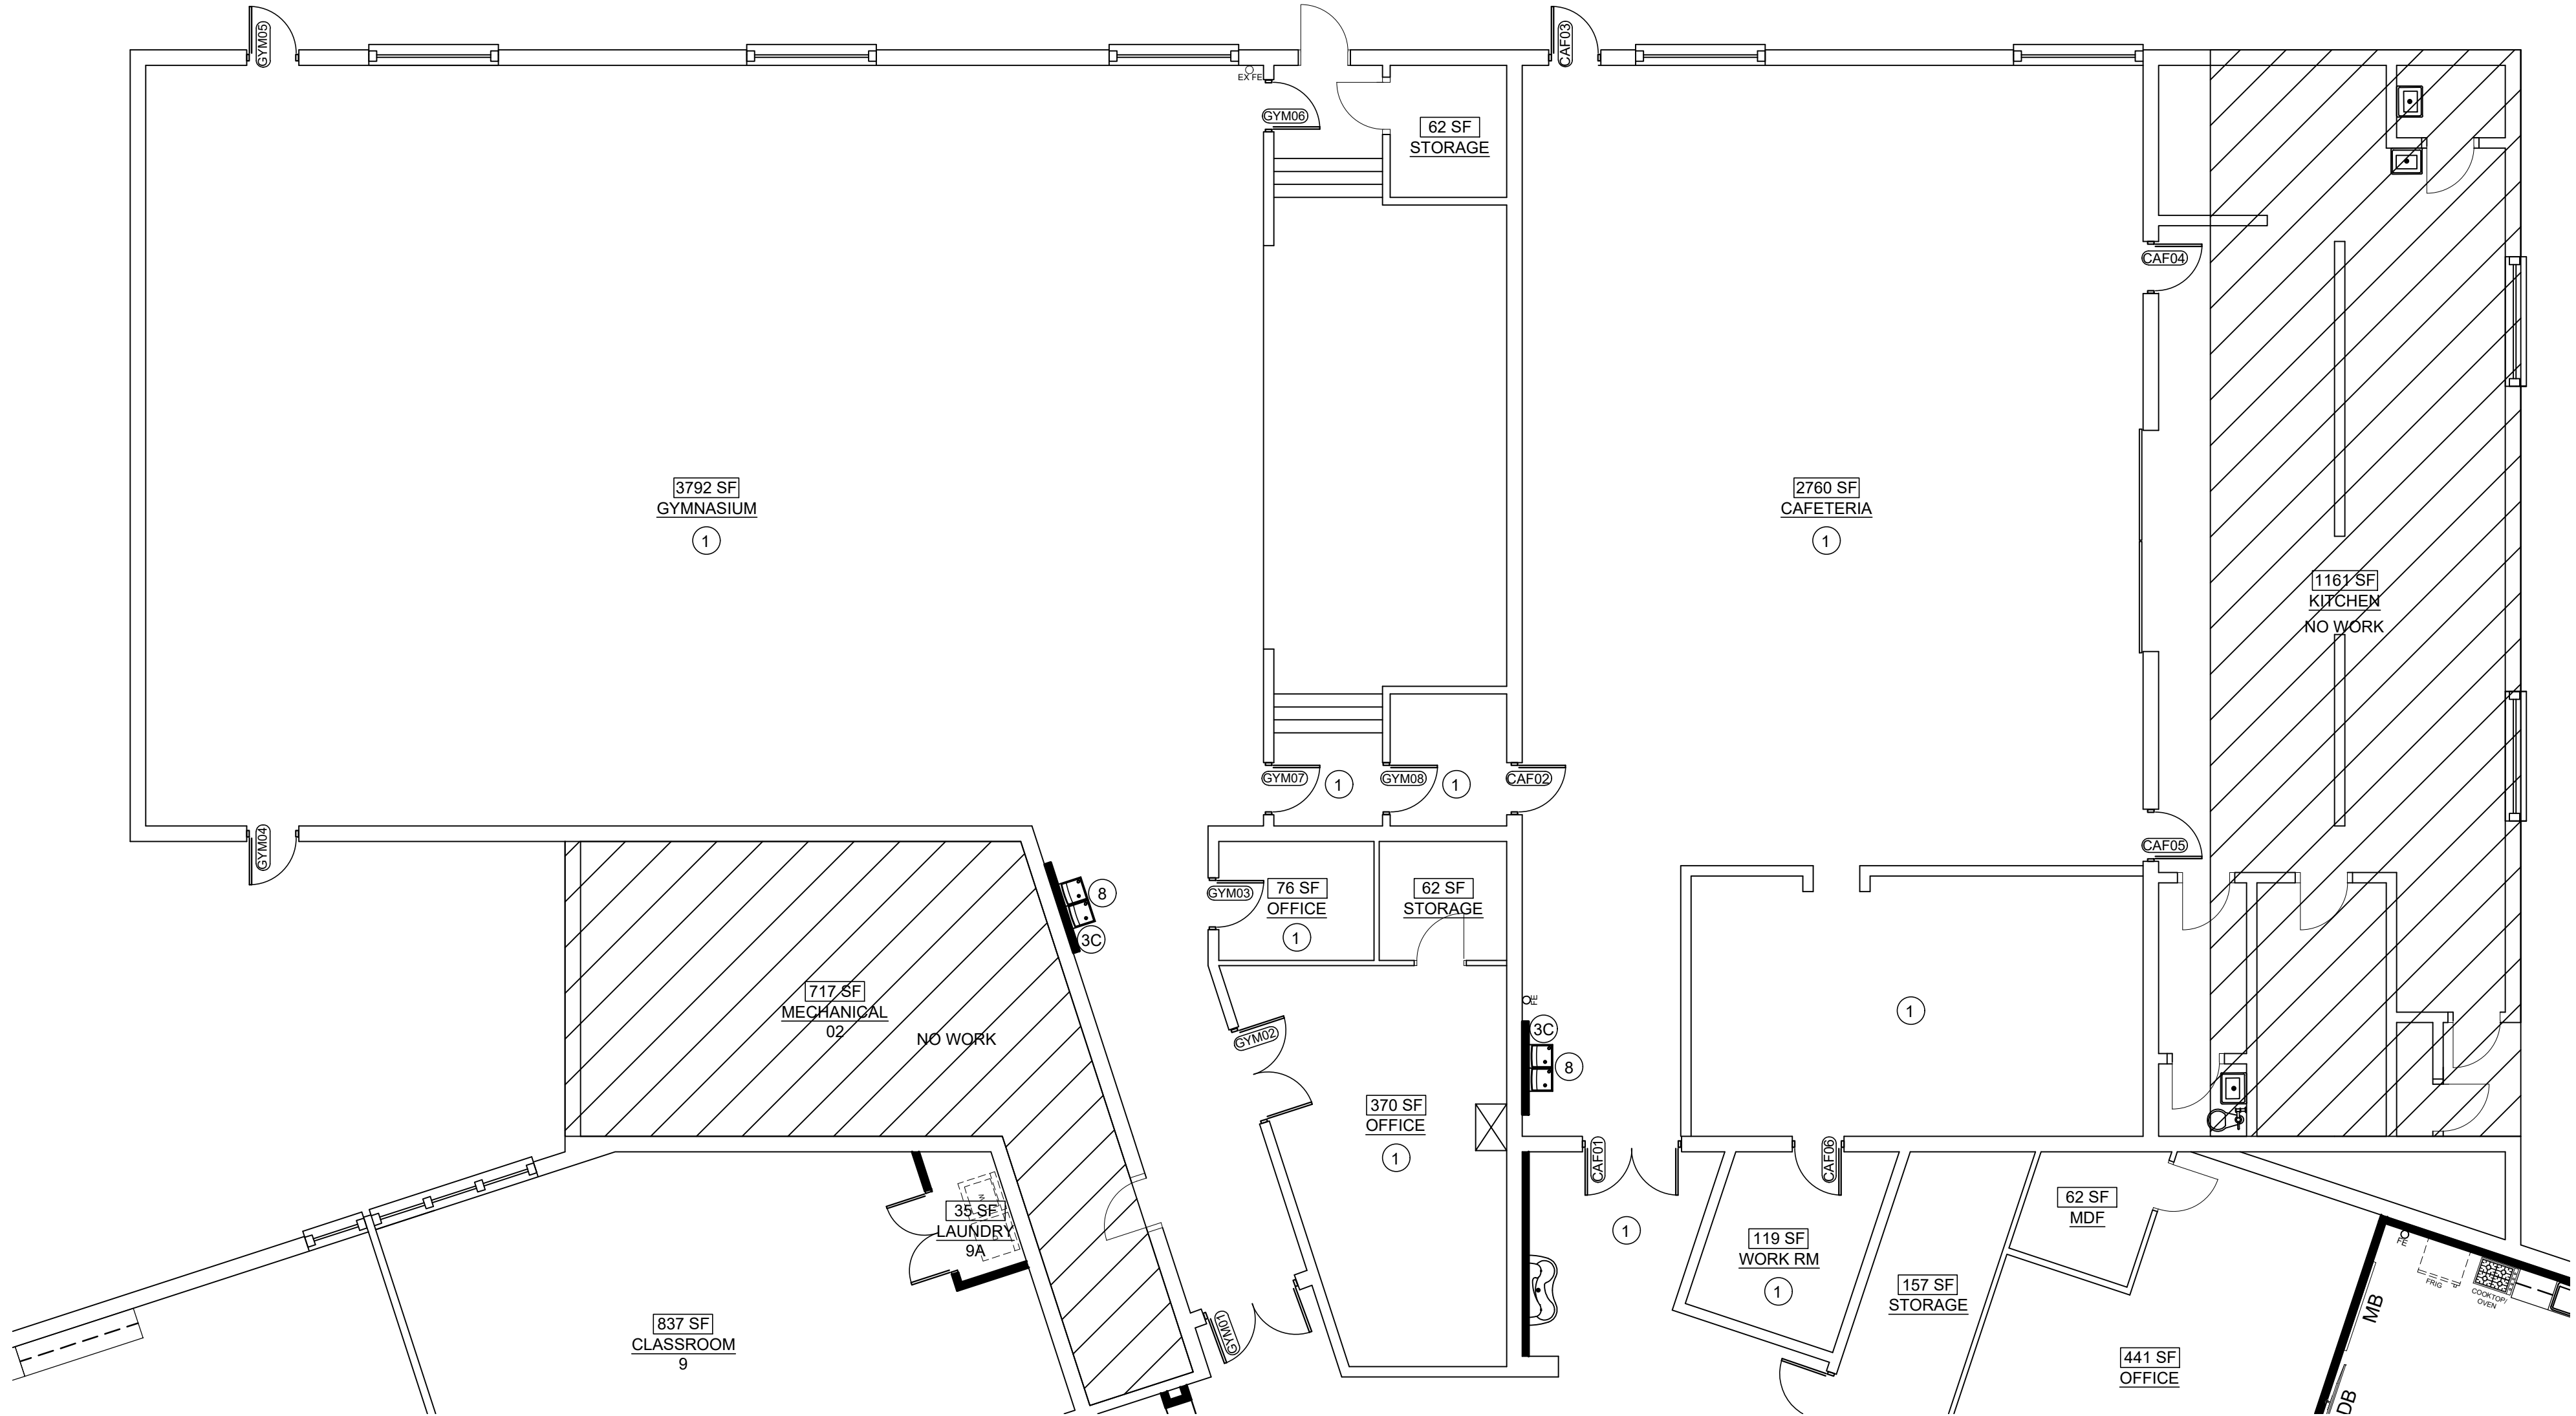 GYM05
CAF03
EX FE
GYM06
62 SF
STORAGE
CAF04
3792 SF
GYMNASIUM
1
2760 SF
CAFETERIA
1
1161 SF
KITCHEN
NO WORK
GYM07
1
GYM08
1
CAF02
GYM04
CAF05
8
3C
GYM03
76 SF
OFFICE
1
62 SF
STORAGE
717 SF
MECHANICAL
02
NO WORK
FE
3C
8
1
GYM02
370 SF
OFFICE
1
CAF01
CAF06
35 SF
LAUNDRY
9A
W
62 SF
MDF
1
119 SF
WORK RM
1
157 SF
STORAGE
FE
FRIG
COOKTOP/
OVEN
MB
GYM01
837 SF
CLASSROOM
9
441 SF
OFFICE
DB